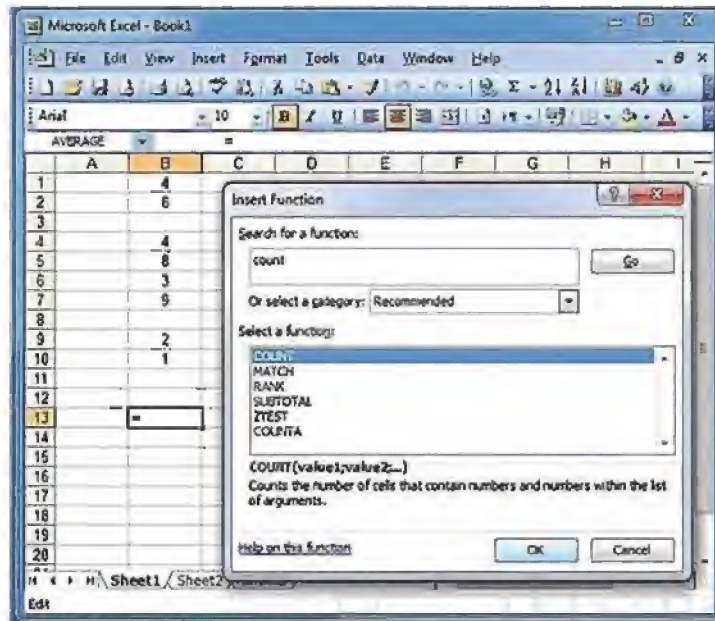 Microsoft Excel - Book1
File Edit View Insert Format Tools Data Window Help
Arial 10 B I U
AVERAGE =
A B C D E F G H I
1 4
2 6
3
4 4
5 8
6 3
7 9
8
9 2
10 1
11
12
13 =
14
15
16
17
18
19
20
Insert Function
Search for a function:
count
Go
Or select a category: Recommended
Select a function:
COUNT
MATCH
RANK
SUBTOTAL
ZTEST
COUNTA
COUNT(value1;value2;...)
Counts the number of cells that contain numbers and numbers within the list
of arguments.
Help on this function
OK Cancel
Sheet1 Sheet2
Edit